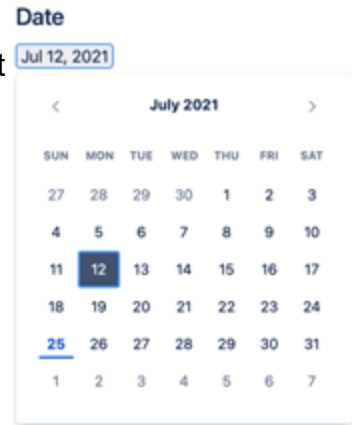 Date
t Jul 12, 2021
< July 2021 >
SUN MON TUE WED THU FRI SAT
27 28 29 30 1 2 3
4 5 6 7 8 9 10
11 12 13 14 15 16 17
18 19 20 21 22 23 24
25 26 27 28 29 30 31
1 2 3 4 5 6 7